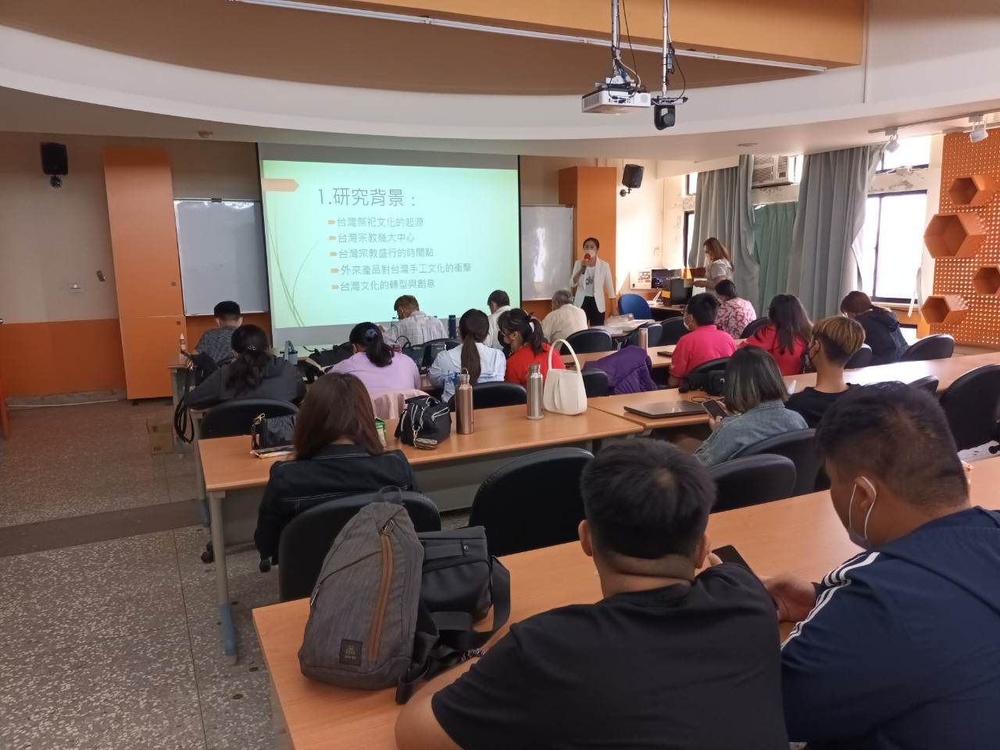 1.研究背景：
台灣祭祀文化的起源
台灣宗教幾大中心
台灣宗教盛行的時間點
外來產品對台灣手工文化的衝擊
台灣文化的轉型與創意